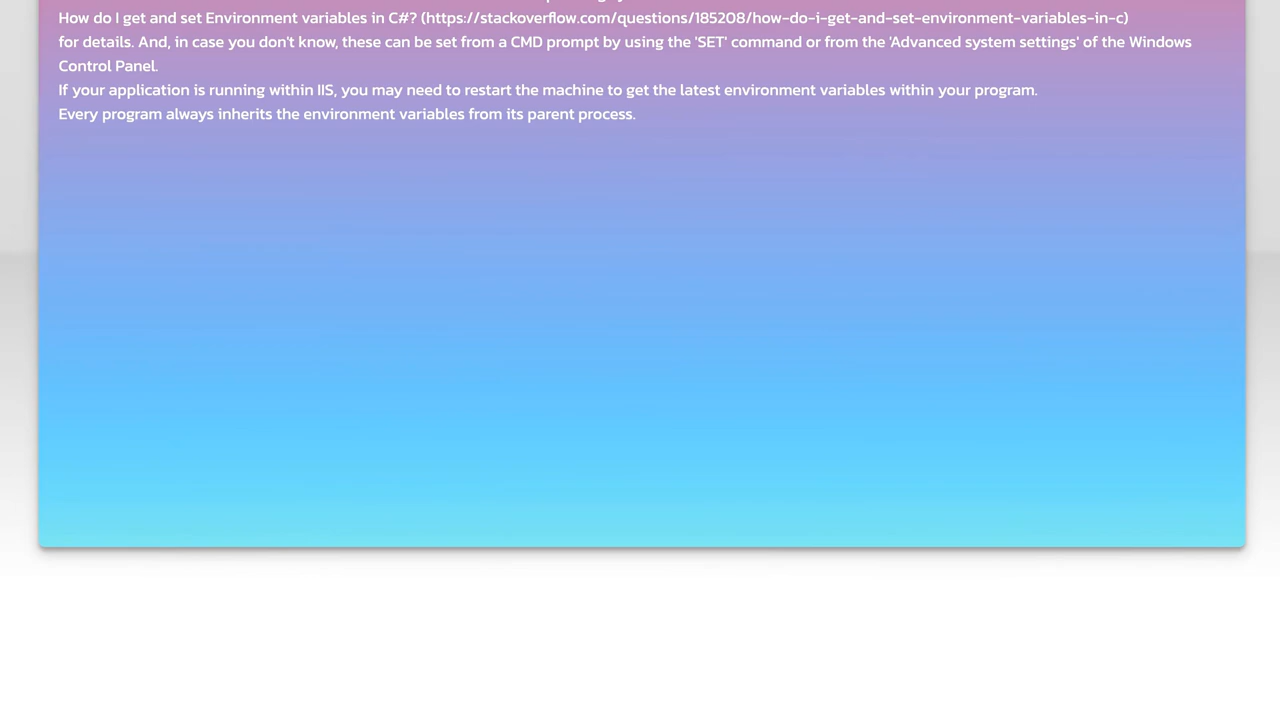 How do I get and set Environment variables in C#? (https://stackoverflow.com/questions/185208/how-do-i-get-and-set-environment-variables-in-c)
for details. And, in case you don't know, these can be set from a CMD prompt by using the 'SET' command or from the 'Advanced system settings' of the Windows
Control Panel.
If your application is running within IIS, you may need to restart the machine to get the latest environment variables within your program.
Every program always inherits the environment variables from its parent process.